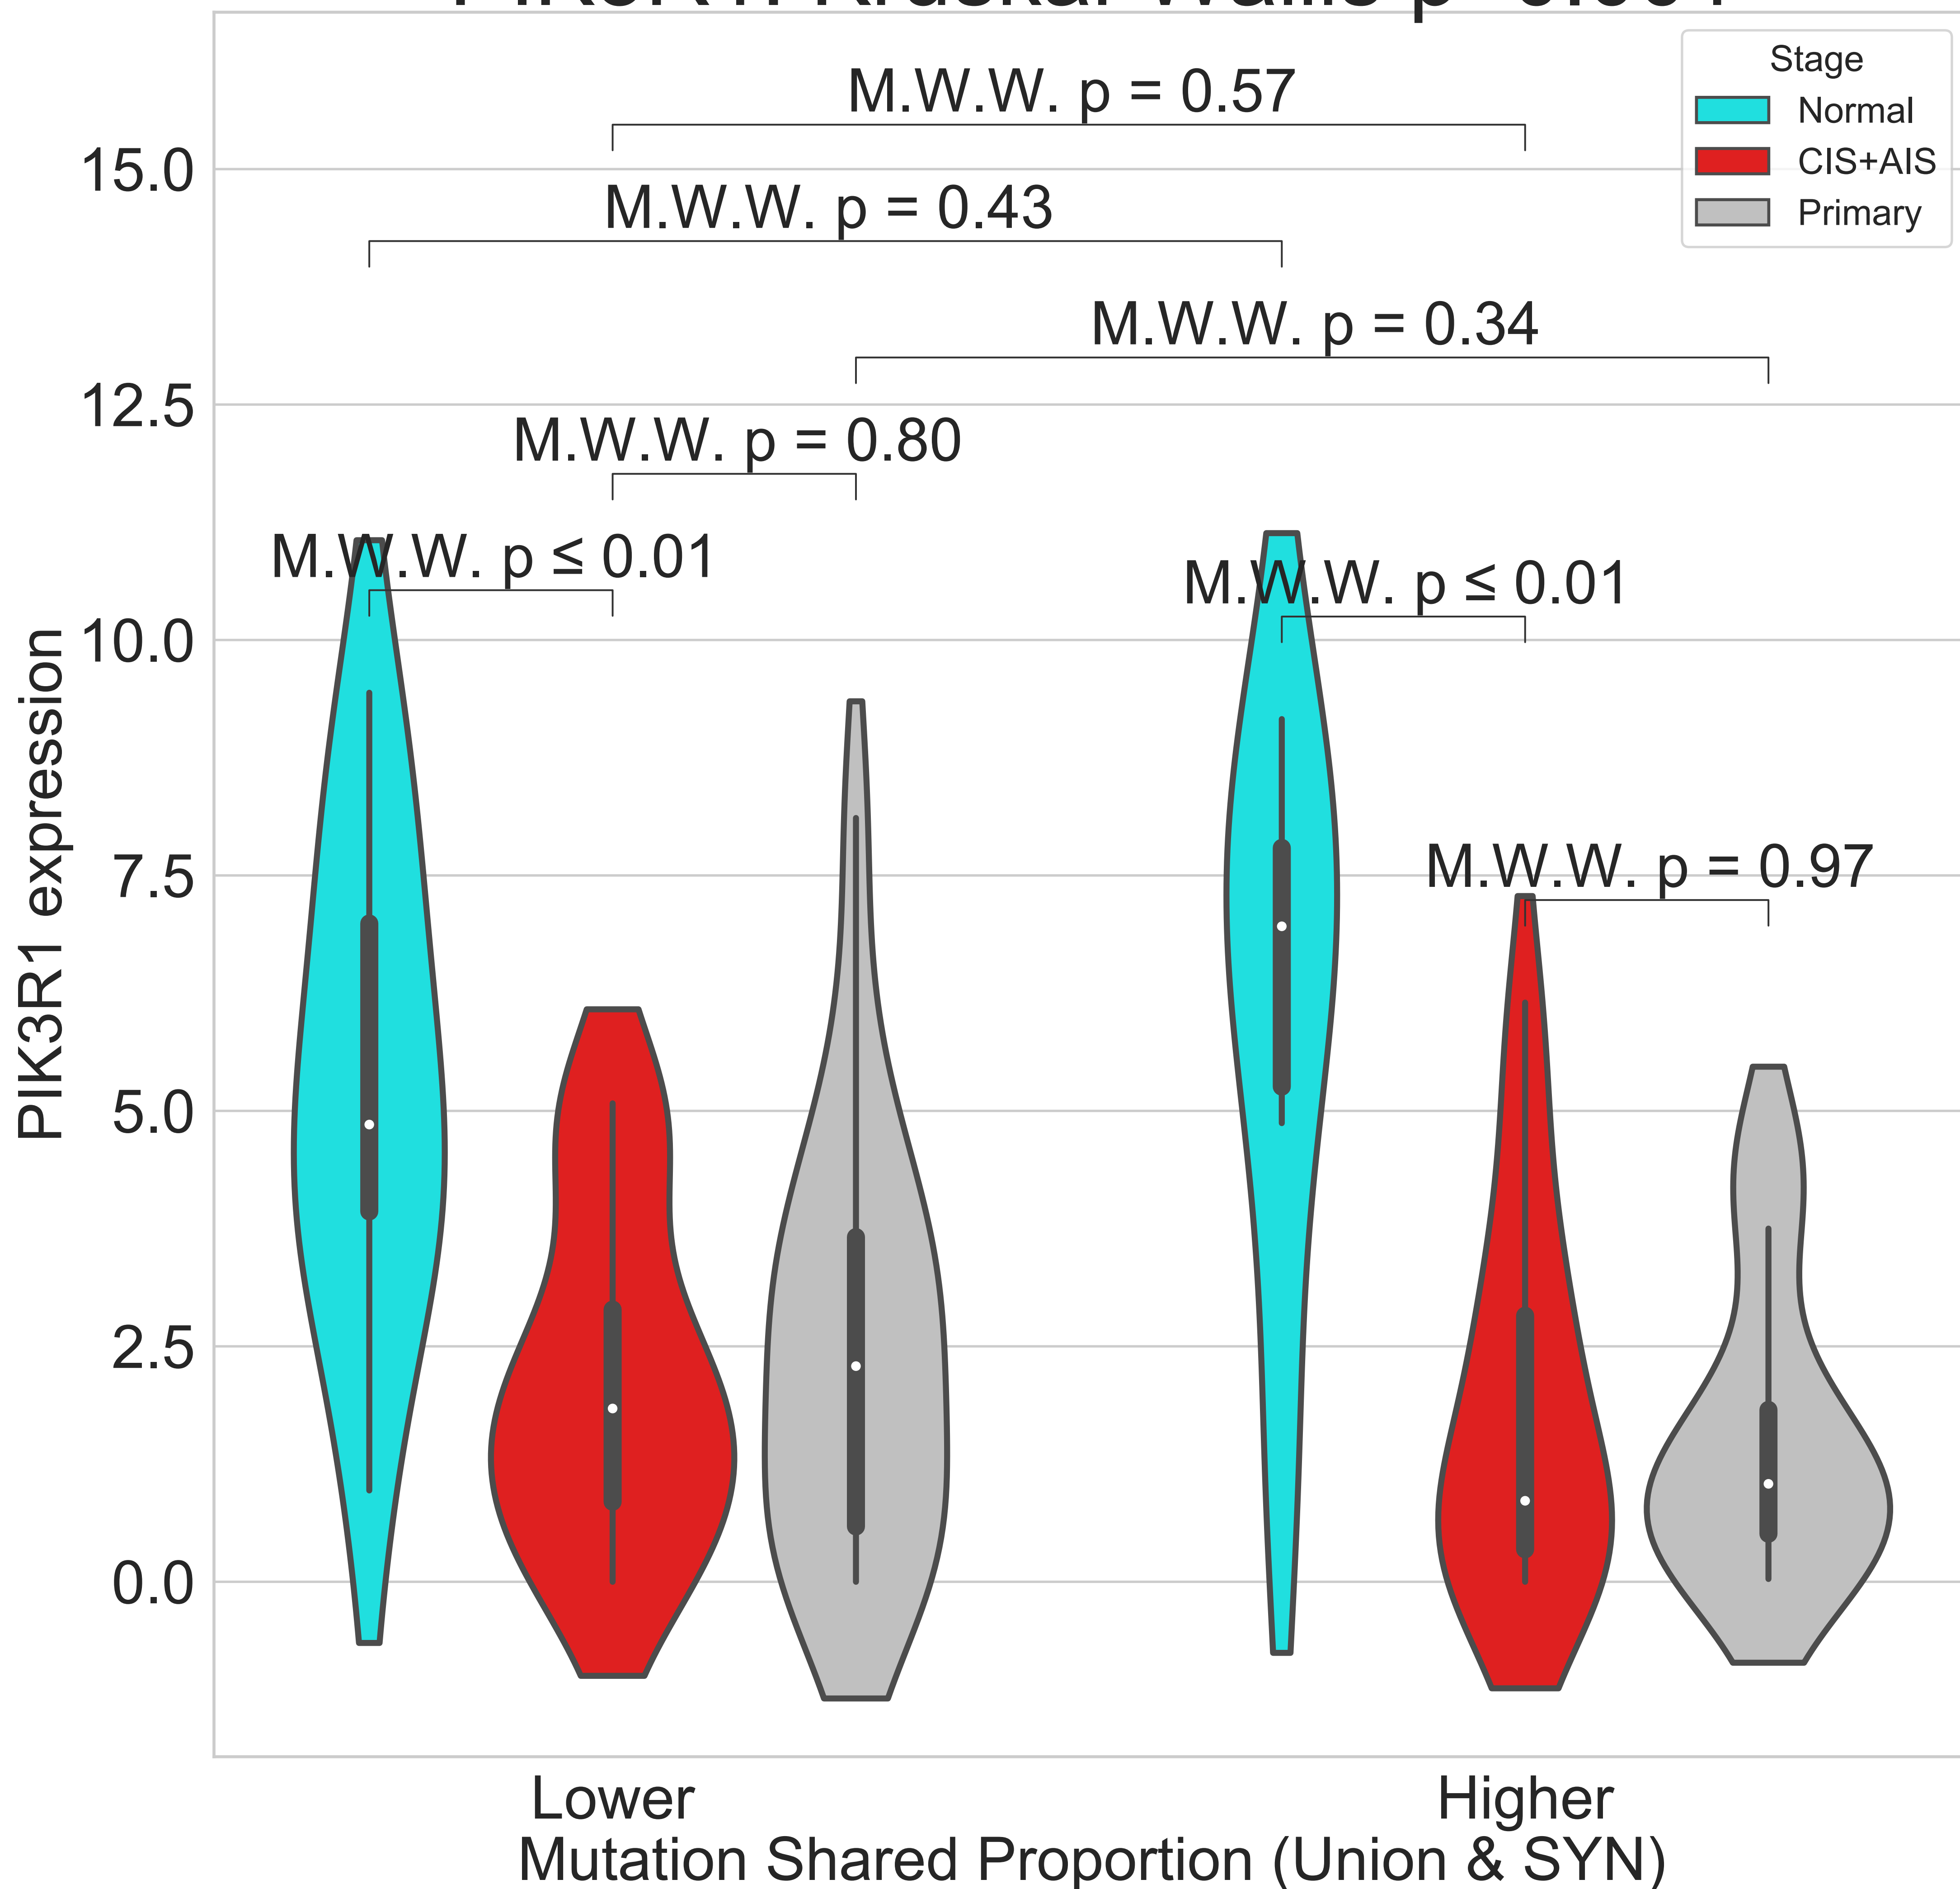 M.W.W. p = 0.57
Stage
Normal
CIS+AIS
Primary
15.0
M.W.W. p = 0.43
M.W.W. p = 0.34
12.5
M.W.W. p = 0.80
M.W.W. p ≤ 0.01
M.W.W. p ≤ 0.01
10.0
PIK3R1 expression
7.5
M.W.W. p = 0.97
5.0
2.5
0.0
Lower
Higher
Mutation Shared Proportion (Union & SYN)